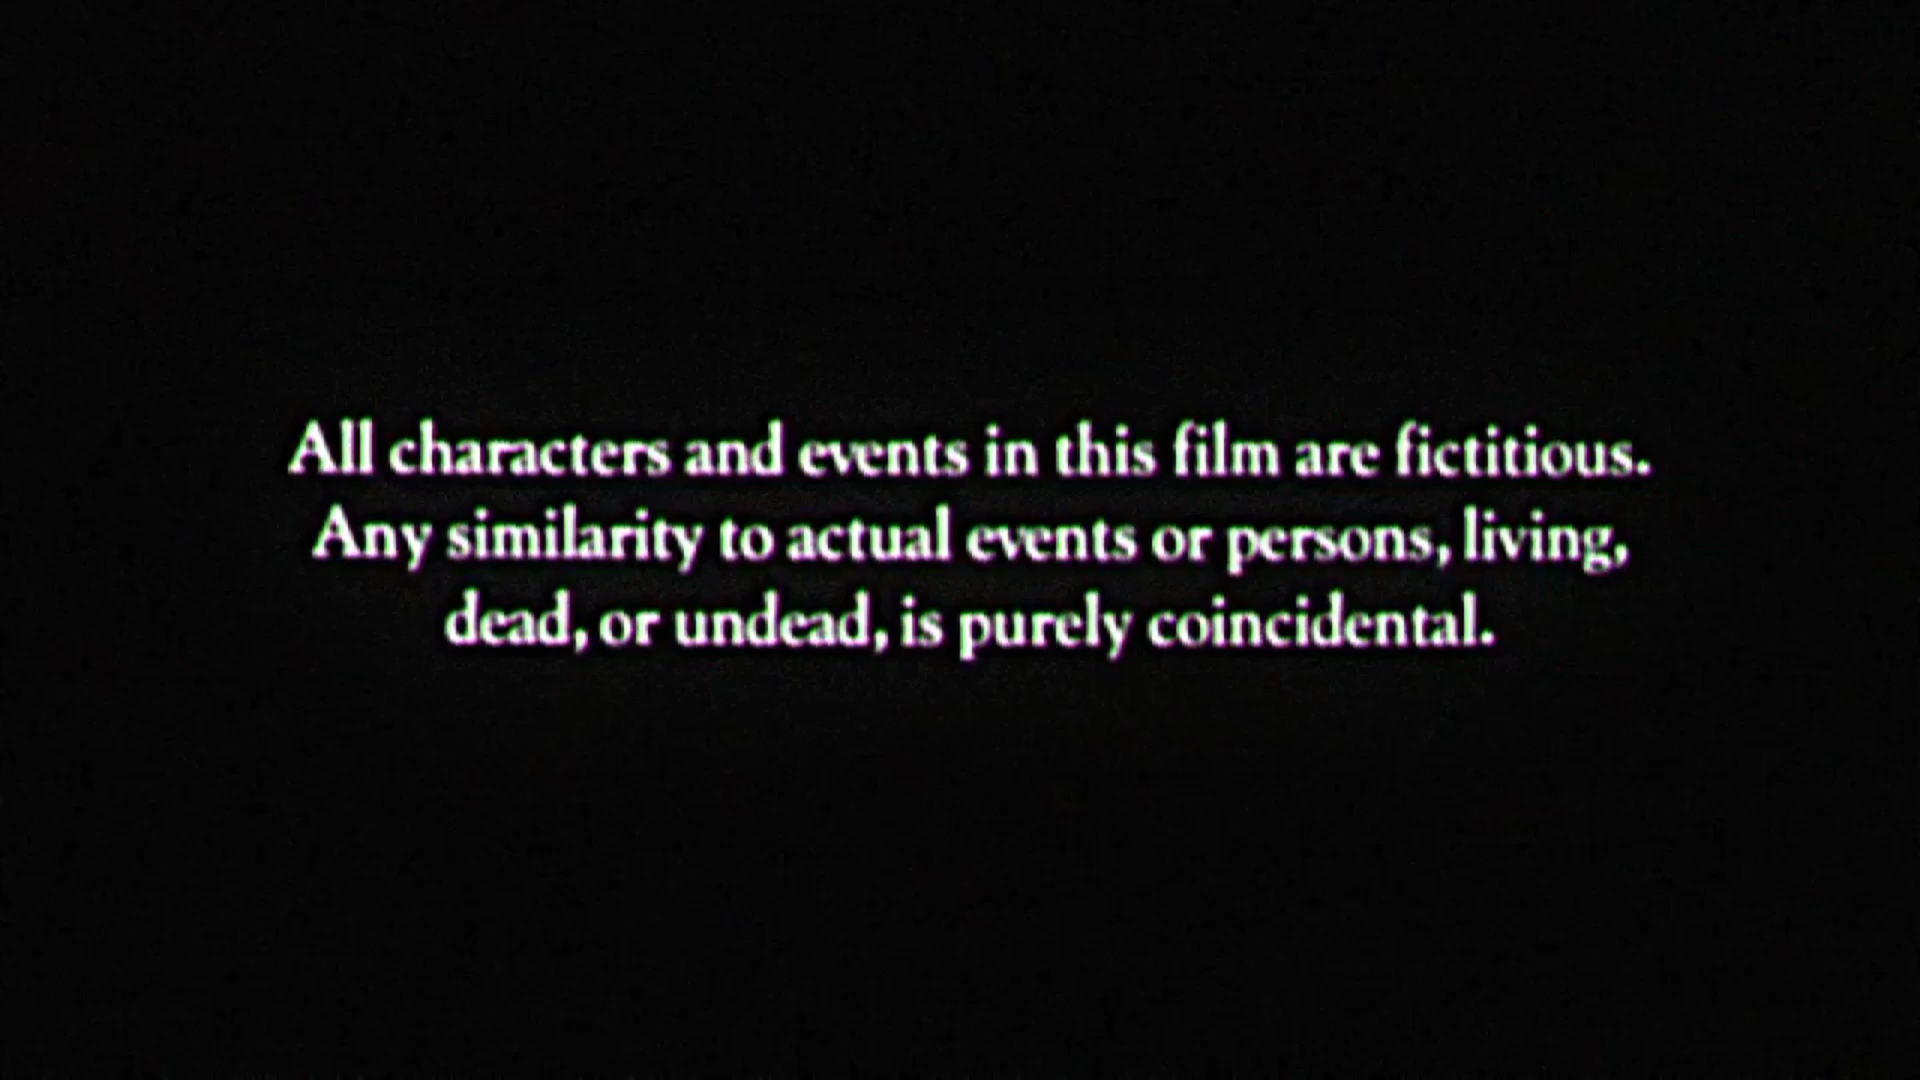 All characters and events in this film are fictitious.
Any similarity to actual events or persons, living,
dead, or undead, is purely coincidental.